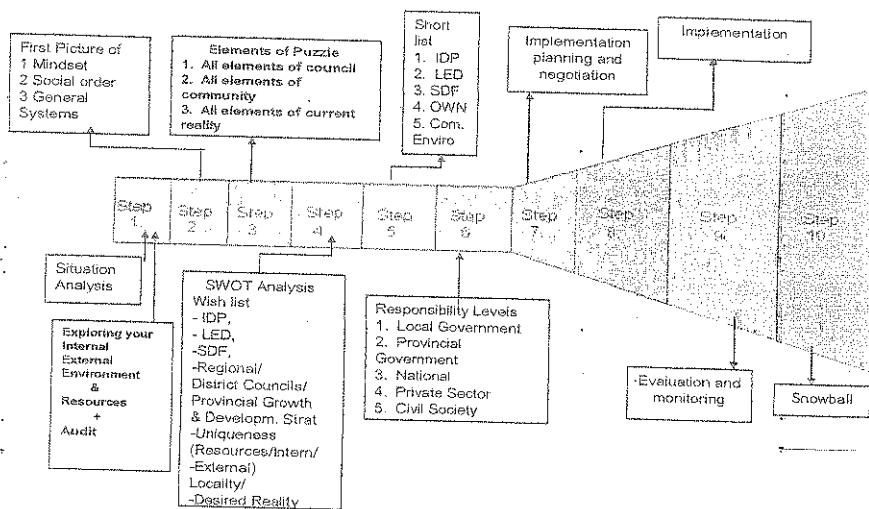 First Picture of
1 Mindset
2 Social order
3 General
Systems
Elements of Puzzle
1. All elements of council
2. All elements of
community
3. All elements of current
reality
Short
list
1. IDP
2. LED
3. SDF
4. OWN
5. Com.
Enviro
Implementation
planning and
negotiation
Implementation
Step
1
Step
2
Step
3
Step
4
Step
5
Step
6
Step
7
Step
8
Step
9
Step
10
Situation
Analysis
Exploring your
Internal
External
Environment
&
Resources
+
Audit
SWOT Analysis
Wish list
- IDP,
- LED,
-SDF,
-Regional/
District Councils/
Provincial Growth
& Developm. Strat
-Uniqueness
(Resources/Intern/
-External)
Locality/
-Desired Reality
Responsibility Levels
1. Local Government
2. Provincial
Government
3. National
4. Private Sector
5. Civil Society
Evaluation and
monitoring
Snowball